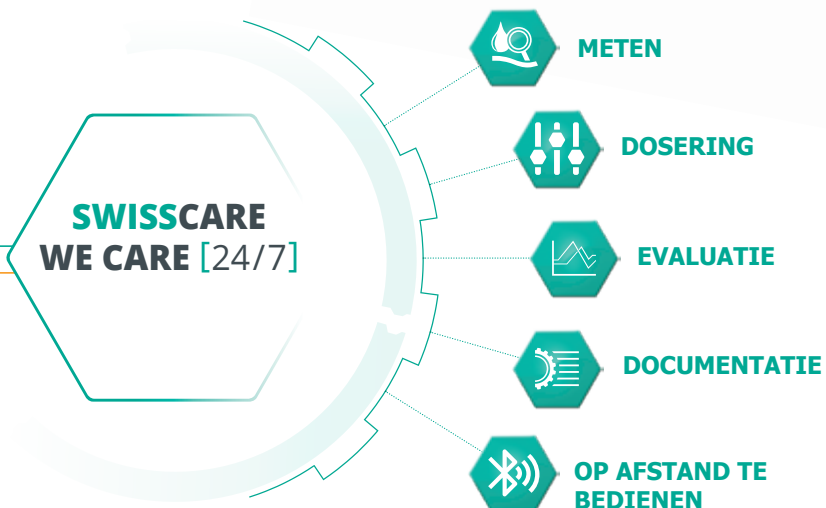 SWISSCARE
WE CARE [24/7]
METEN
DOSERING
EVALUATIE
DOCUMENTATIE
OP AFSTAND TE
BEDIENEN